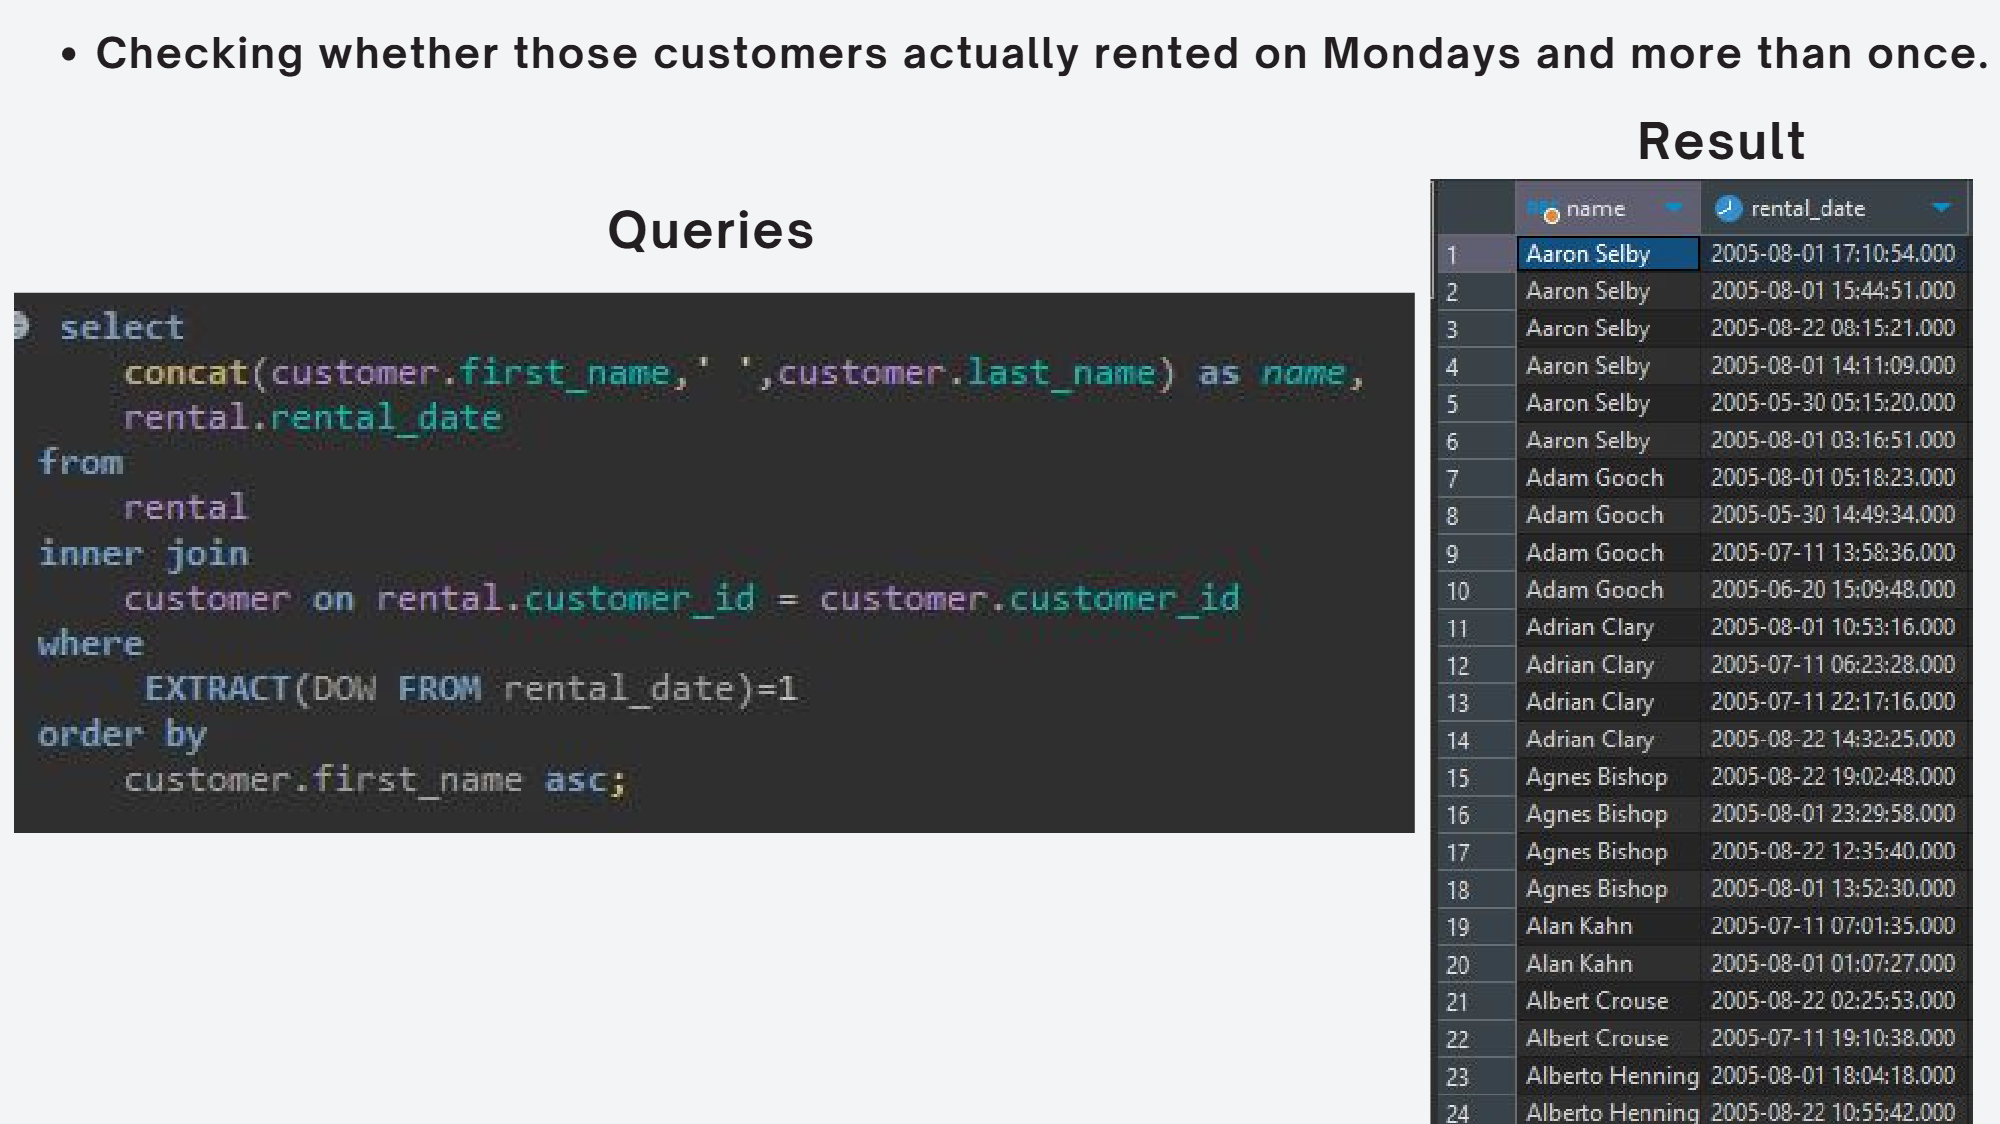 • Checking whether those customers actually rented on Mondays and more than once.
Queries
select
concat(customer.first_name,' ',customer.last_name) as name,
rental.rental_date
from
rental
inner join
customer on rental.customer_id = customer.customer_id
where
EXTRACT(DOW FROM rental_date)=1
order by
customer.first_name asc;
Result
name rental_date
1 Aaron Selby 2005-08-01 17:10:54.000
2 Aaron Selby 2005-08-01 15:44:51.000
3 Aaron Selby 2005-08-22 08:15:21.000
4 Aaron Selby 2005-08-01 14:11:09.000
5 Aaron Selby 2005-05-30 05:15:20.000
6 Aaron Selby 2005-08-01 03:16:51.000
7 Adam Gooch 2005-08-01 05:18:23.000
8 Adam Gooch 2005-05-30 14:49:34.000
9 Adam Gooch 2005-07-11 13:58:36.000
10 Adam Gooch 2005-06-20 15:09:48.000
11 Adrian Clary 2005-08-01 10:53:16.000
12 Adrian Clary 2005-07-11 06:23:28.000
13 Adrian Clary 2005-07-11 22:17:16.000
14 Adrian Clary 2005-08-22 14:32:25.000
15 Agnes Bishop 2005-08-22 19:02:48.000
16 Agnes Bishop 2005-08-01 23:29:58.000
17 Agnes Bishop 2005-08-22 12:35:40.000
18 Agnes Bishop 2005-08-01 13:52:30.000
19 Alan Kahn 2005-07-11 07:01:35.000
20 Alan Kahn 2005-08-01 01:07:27.000
21 Albert Crouse 2005-08-22 02:25:53.000
22 Albert Crouse 2005-07-11 19:10:38.000
23 Alberto Henning 2005-08-01 18:04:18.000
24 Alberto Henning 2005-08-22 10:55:42.000